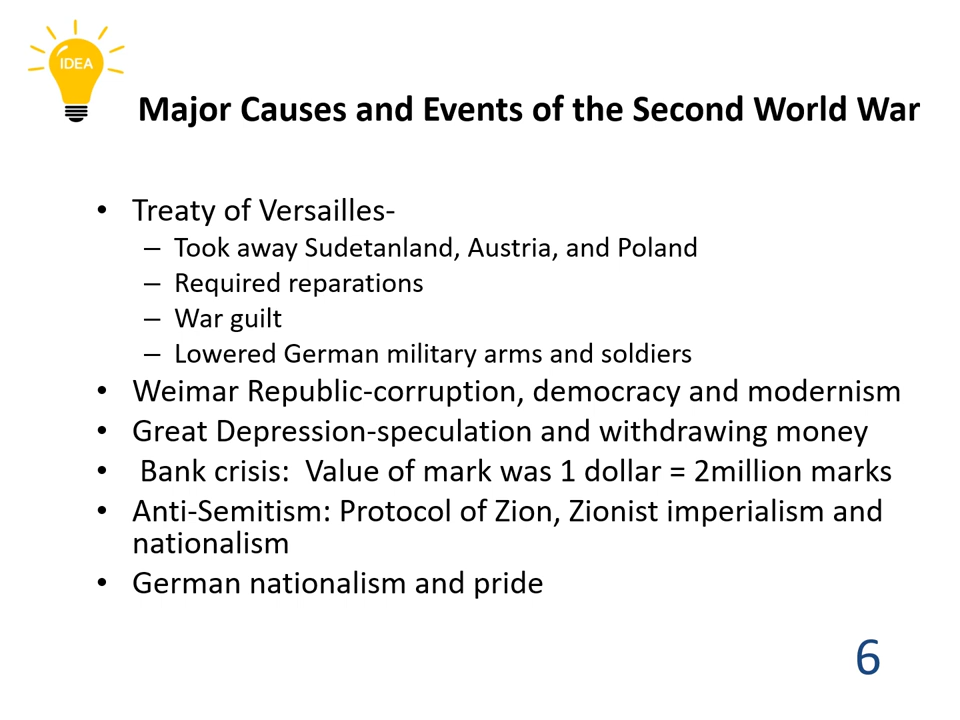 IDEA
Major Causes and Events of the Second World War
• Treaty of Versailles-
– Took away Sudetanland, Austria, and Poland
– Required reparations
– War guilt
– Lowered German military arms and soldiers
• Weimar Republic-corruption, democracy and modernism
• Great Depression-speculation and withdrawing money
• Bank crisis: Value of mark was 1 dollar = 2million marks
• Anti-Semitism: Protocol of Zion, Zionist imperialism and
nationalism
• German nationalism and pride
6